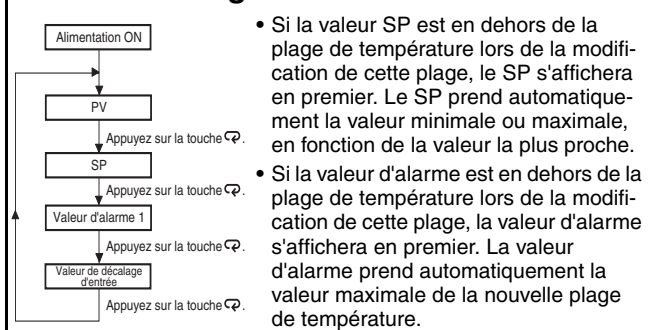 Alimentation ON
PV
Appuyez sur la touche
SP
Appuyez sur la touche
Valeur d'alarme 1
Appuyez sur la touche
Valeur de décalage
d'entrée
Appuyez sur la touche
• Si la valeur SP est en dehors de la
plage de température lors de la modifi-
cation de cette plage, le SP s'affichera
en premier. Le SP prend automatique-
ment la valeur minimale ou maximale,
en fonction de la valeur la plus proche.
• Si la valeur d'alarme est en dehors de la
plage de température lors de la modifi-
cation de cette plage, la valeur d'alarme
s'affichera en premier. La valeur
d'alarme prend automatiquement la
valeur maximale de la nouvelle plage
de température.